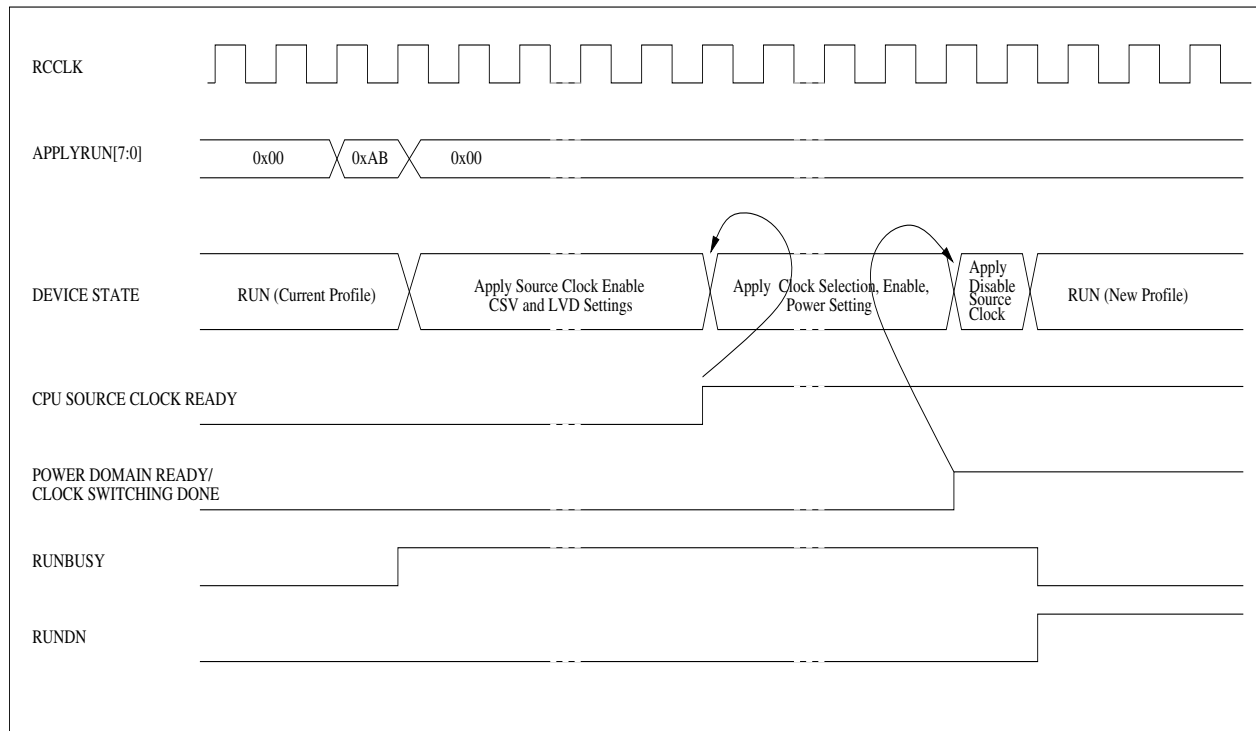 RCCLK
APPLYRUN[7:0]
0x00
0xAB
0x00
DEVICE STATE
RUN (Current Profile)
Apply Source Clock Enable
CSV and LVD Settings
Apply Clock Selection, Enable,
Power Setting
Apply
Disable
Source
Clock
RUN (New Profile)
CPU SOURCE CLOCK READY
POWER DOMAIN READY/
CLOCK SWITCHING DONE
RUNBUSY
RUNDN